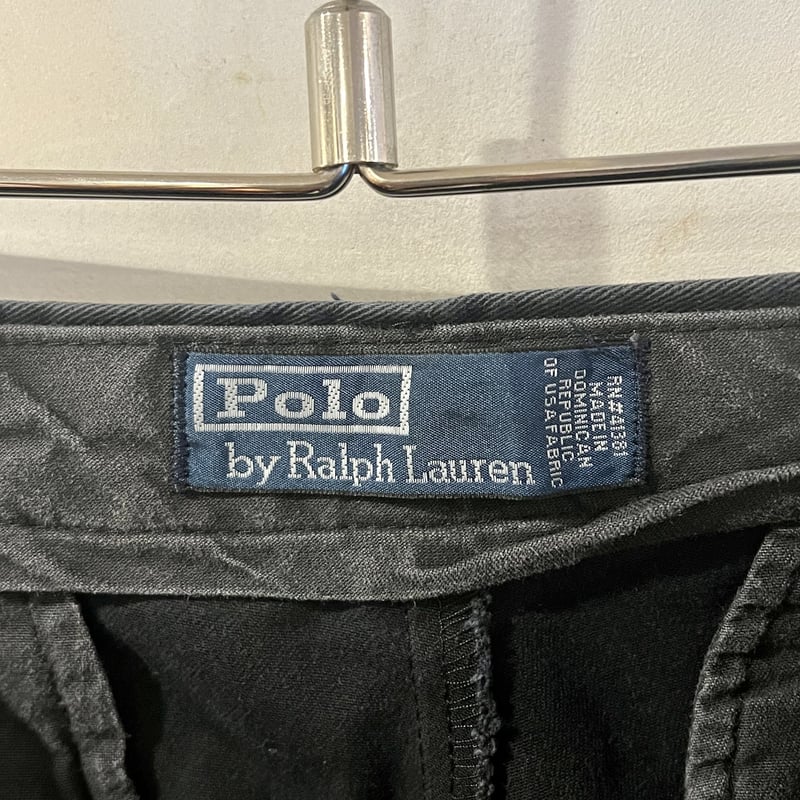 Polo
by Ralph Lauren
RN#41381
MADE IN
DOMINICAN
REPUBLIC
OF USA FABRIC